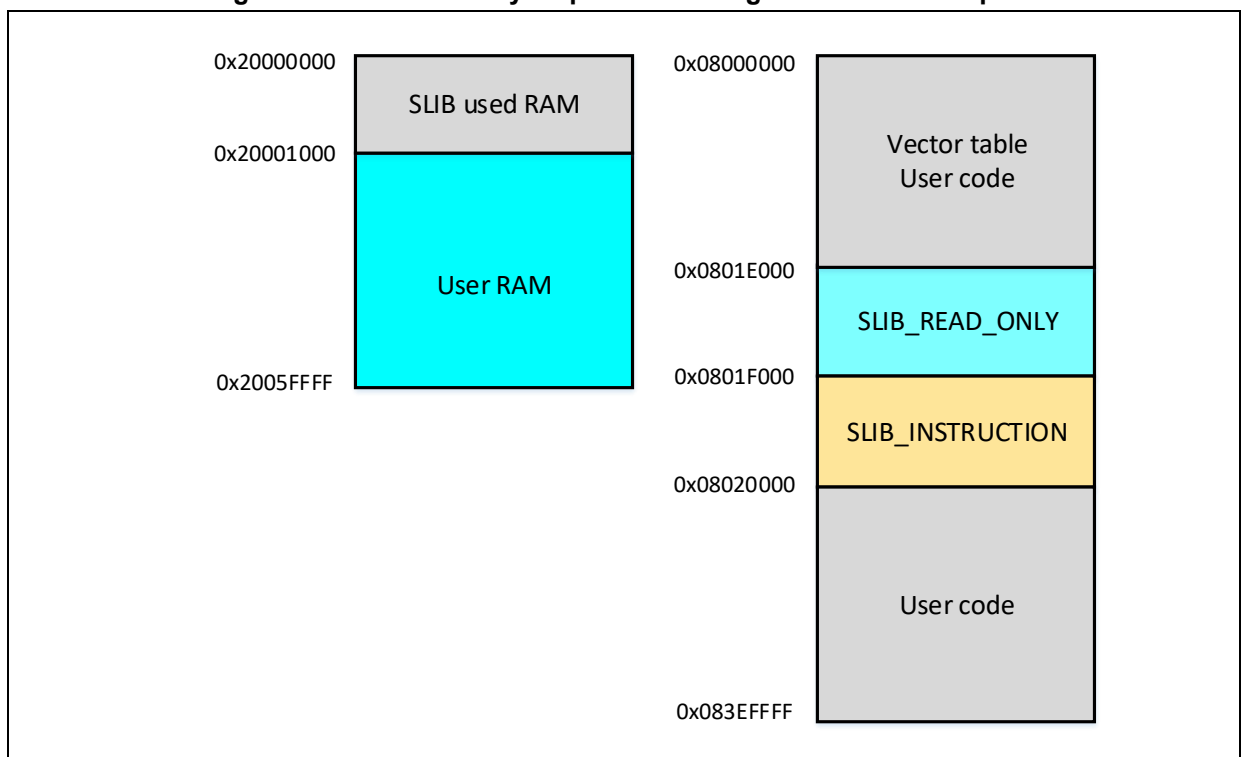 0x20000000
SLIB used RAM
0x20001000
User RAM
0x2005FFFF
0x08000000
Vector table
User code
0x0801E000
SLIB_READ_ONLY
0x0801F000
SLIB_INSTRUCTION
0x08020000
User code
0x083EFFFF